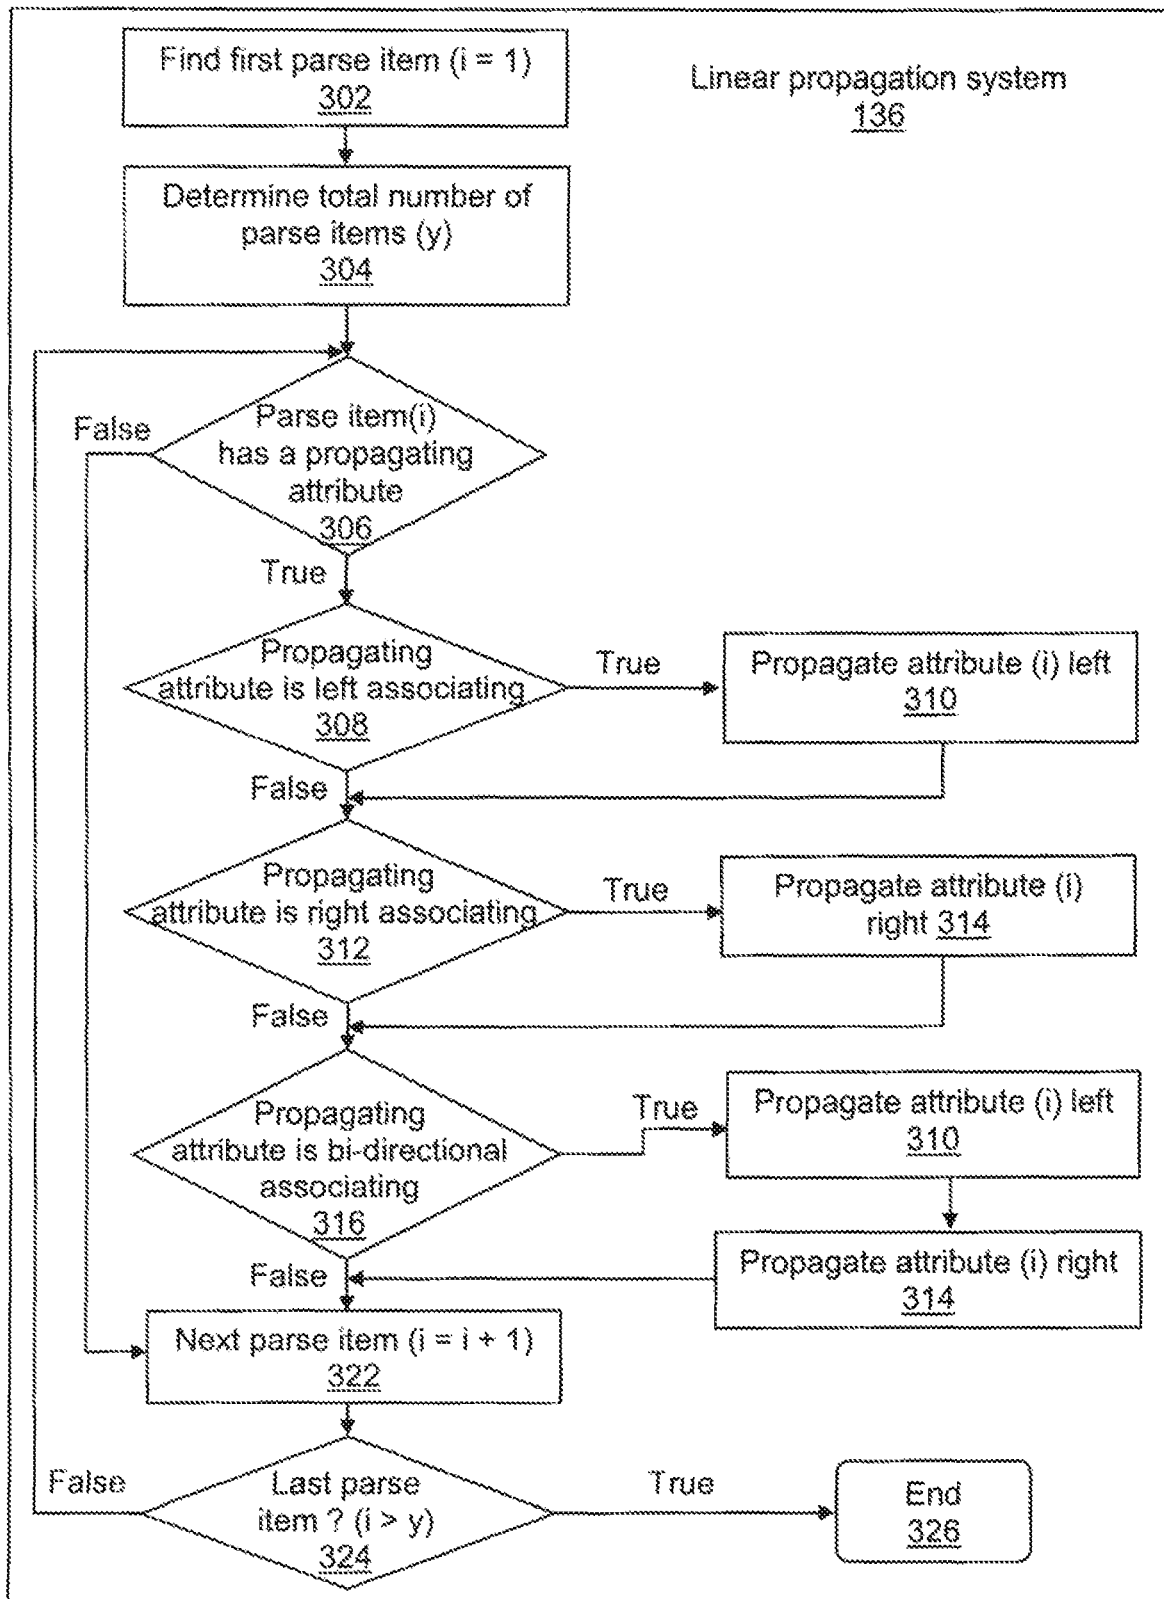 Find first parse item (i = 1)
302
Linear propagation system
136
Determine total number of
parse items (y)
304
False
Parse item(i)
has a propagating
attribute
306
True
Propagating
attribute is left associating
308
True
Propagate attribute (i) left
310
False
Propagating
attribute is right associating
312
True
Propagate attribute (i)
right 314
False
Propagating
attribute is bi-directional
associating
316
True
Propagate attribute (i) left
310
False
Propagate attribute (i) right
314
Next parse item (i = i + 1)
322
False
Last parse
item ? (i > y)
324
True
End
326